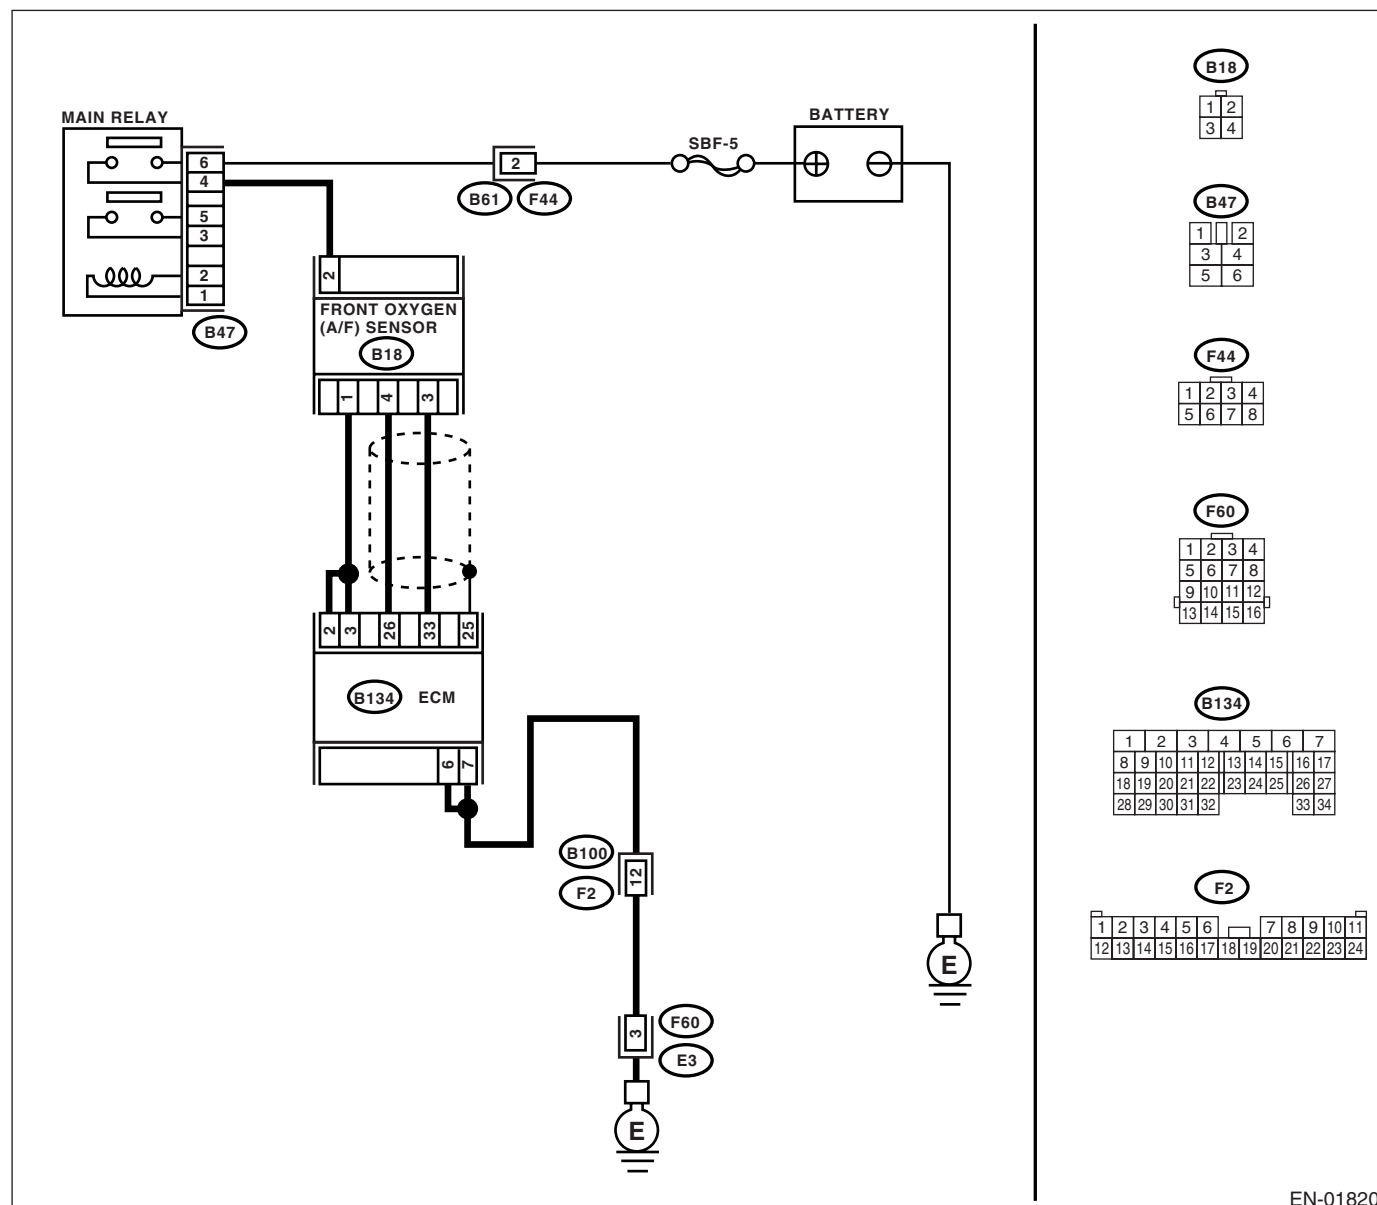 MAIN RELAY
6
4
5
3
2
1
B47
2
B61 F44
SBF-5
BATTERY
2
FRONT OXYGEN
(A/F) SENSOR
B18
1 4 3
2 3 26 33 25
B134 ECM
6 7
B100
12
F2
F60
3
E3
E
E
B18
1 2
3 4
B47
1 2
3 4
5 6
F44
1 2 3 4
5 6 7 8
F60
1 2 3 4
5 6 7 8
9 10 11 12
13 14 15 16
B134
1 2 3 4 5 6 7
8 9 10 11 12 13 14 15 16 17
18 19 20 21 22 23 24 25 26 27
28 29 30 31 32 33 34
F2
1 2 3 4 5 6 7 8 9 10 11
12 13 14 15 16 17 18 19 20 21 22 23 24
EN-01820